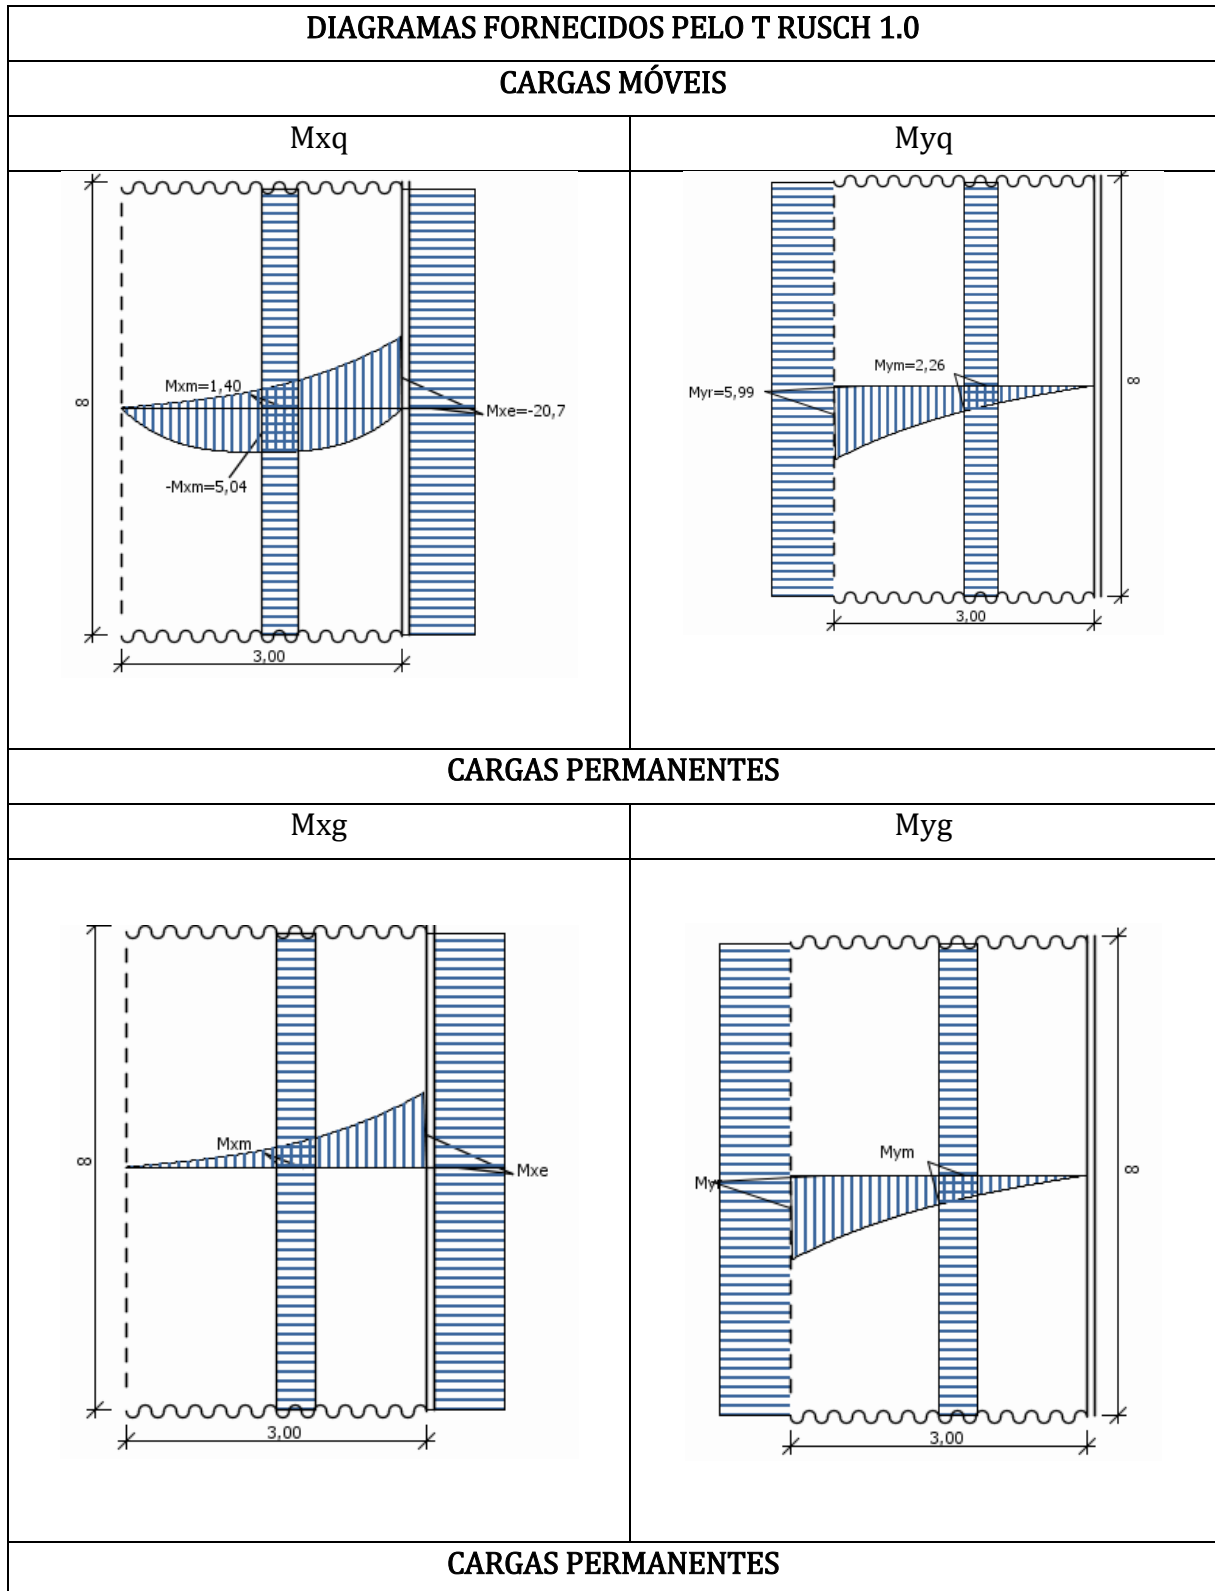 DIAGRAMAS FORNECIDOS PELO T RUSCH 1.0
CARGAS MÓVEIS
Mxq
Myq
Mxm=1,40
-Mxm=5,04
Mxe=-20,7
∞
3,00
Myr=5,99
Mym=2,26
∞
3,00
CARGAS PERMANENTES
Mxg
Myg
Mxm
Mxe
∞
3,00
Mym
∞
3,00
CARGAS PERMANENTES